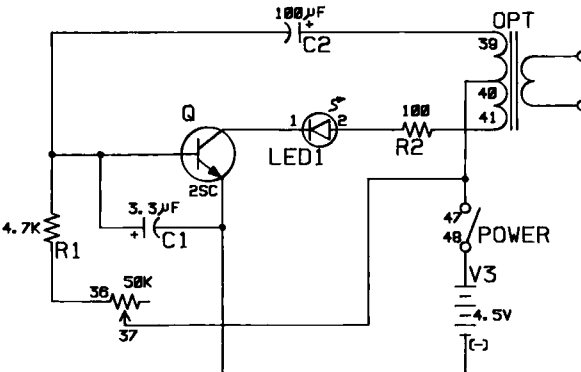 100µF
+
C2
OPT
39
40
41
Q
2SC
1
2
S
LED1
100
R2
4.7K
R1
3.3µF
+
C1
36
50K
37
47
48
POWER
V3
4.5V
(-)